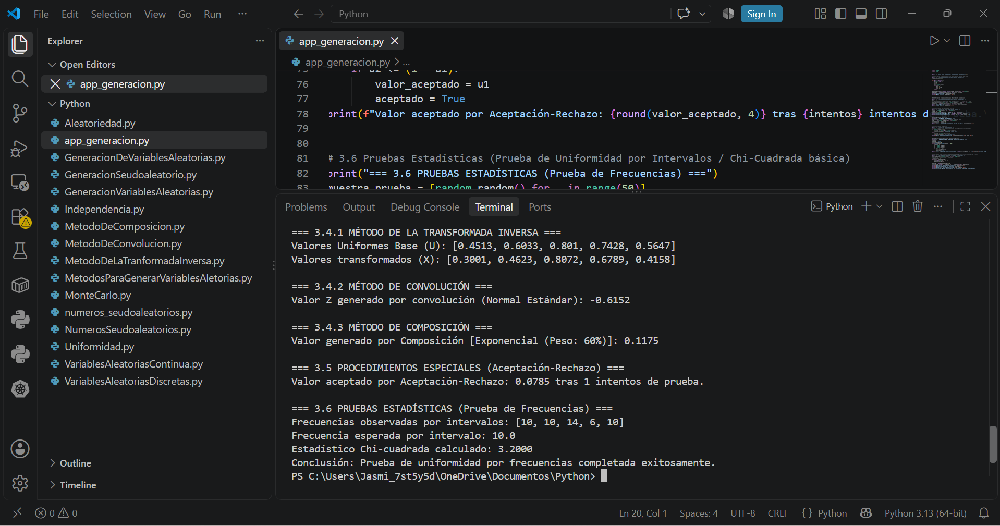 File Edit Selection View Go Run ···
Python
Sign In
Explorer
Open Editors
app_generacion.py
Python
Aleatoriedad.py
app_generacion.py
GeneracionDeVariablesAleatorias.py
GeneracionSeudoaleatorio.py
GeneracionVariablesAleatorias.py
Independencia.py
MetodoDeComposicion.py
MetodoDeConvolucion.py
MetodoDeLaTranformadaInversa.py
MetodosParaGenerarVariablesAletorias.py
MonteCarlo.py
numeros_seudoaleatorios.py
NumerosSeudoaleatorios.py
Uniformidad.py
VariablesAleatoriasContinua.py
VariablesAleatoriasDiscretas.py
Outline
Timeline
app_generacion.py
app_generacion.py > ...
76 valor_aceptado = u1
77 aceptado = True
78 print(f"Valor aceptado por Aceptación-Rechazo: {round(valor_aceptado, 4)} tras {intentos} intentos
79
80
81 # 3.6 Pruebas Estadísticas (Prueba de Uniformidad por Intervalos / Chi-Cuadrada básica)
82 print("=== 3.6 PRUEBAS ESTADÍSTICAS (Prueba de Frecuencias) ===")
83 muestra_prueba = [random.random() for _ in range(50)]
Problems Output Debug Console Terminal Ports
Python
=== 3.4.1 MÉTODO DE LA TRANSFORMADA INVERSA ===
Valores Uniformes Base (U): [0.4513, 0.6033, 0.801, 0.7428, 0.5647]
Valores transformados (X): [0.3001, 0.4623, 0.8072, 0.6789, 0.4158]
=== 3.4.2 MÉTODO DE CONVOLUCIÓN ===
Valor Z generado por convolución (Normal Estándar): -0.6152
=== 3.4.3 MÉTODO DE COMPOSICIÓN ===
Valor generado por Composición [Exponencial (Peso: 60%)]: 0.1175
=== 3.5 PROCEDIMIENTOS ESPECIALES (Aceptación-Rechazo) ===
Valor aceptado por Aceptación-Rechazo: 0.0785 tras 1 intentos de prueba.
=== 3.6 PRUEBAS ESTADÍSTICAS (Prueba de Frecuencias) ===
Frecuencias observadas por intervalos: [10, 10, 14, 6, 10]
Frecuencia esperada por intervalo: 10.0
Estadístico Chi-cuadrada calculado: 3.2000
Conclusión: Prueba de uniformidad por frecuencias completada exitosamente.
PS C:\Users\Jasmi_7st5y5d\OneDrive\Documentos\Python>
0 0
Ln 20, Col 1 Spaces: 4 UTF-8 CRLF { } Python Python 3.13 (64-bit)